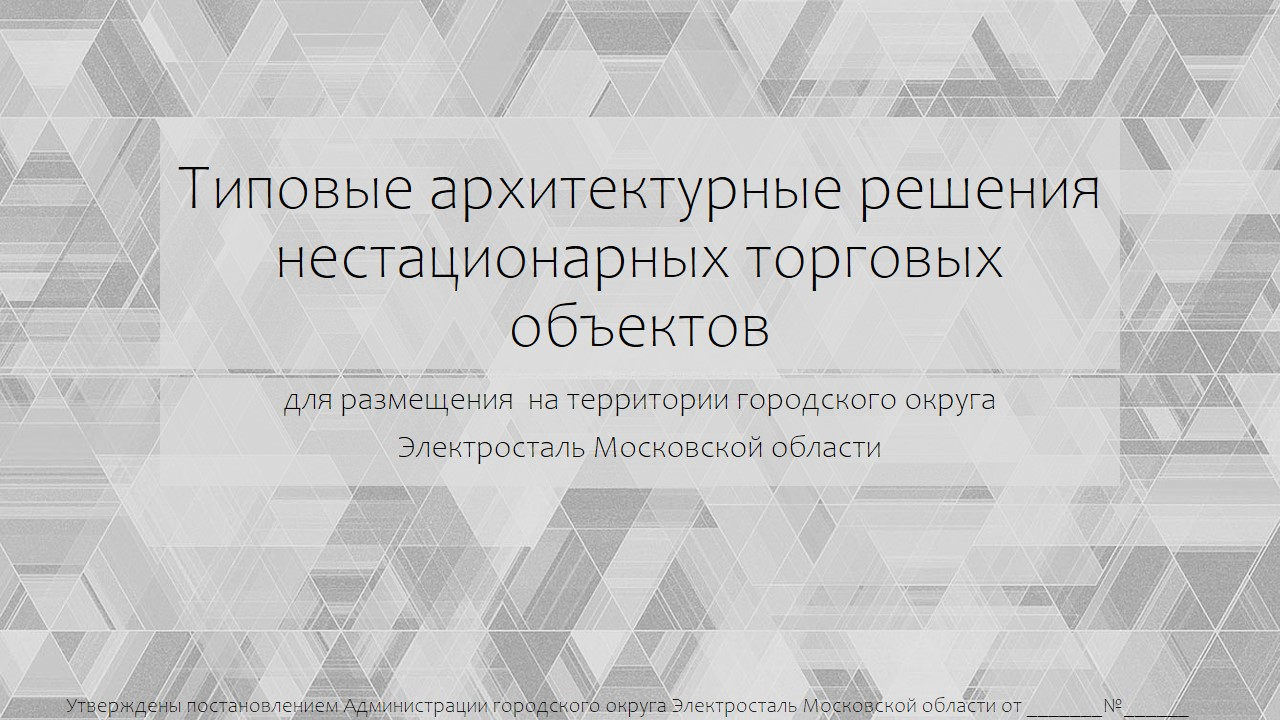 Типовые архитектурные решения
нестационарных торговых
объектов
для размещения  на территории городского округа
Электросталь Московской области
Утверждены постановлением Администрации городского округа Электросталь Московской области от _______№______